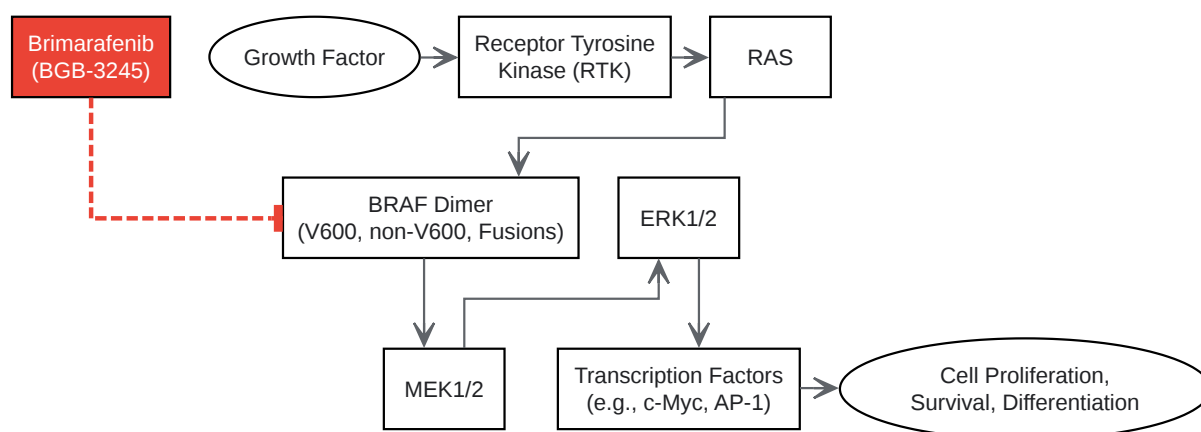 Brimarafenib
(BGB-3245)
Growth Factor
Receptor Tyrosine
Kinase (RTK)
RAS
BRAF Dimer
(V600, non-V600, Fusions)
ERK1/2
MEK1/2
Transcription Factors
(e.g., c-Myc, AP-1)
Cell Proliferation,
Survival, Differentiation